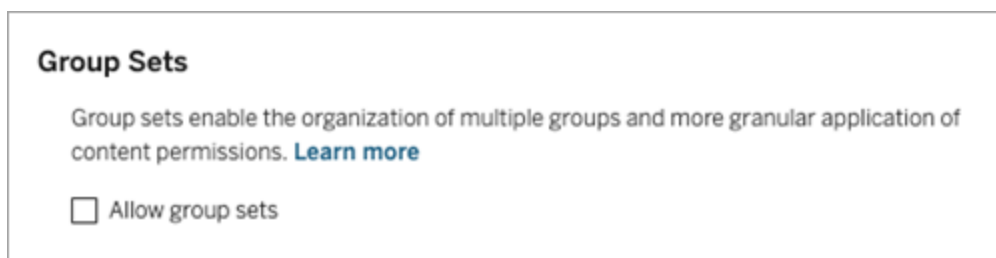 Group Sets
Group sets enable the organization of multiple groups and more granular application of
content permissions. Learn more
Allow group sets